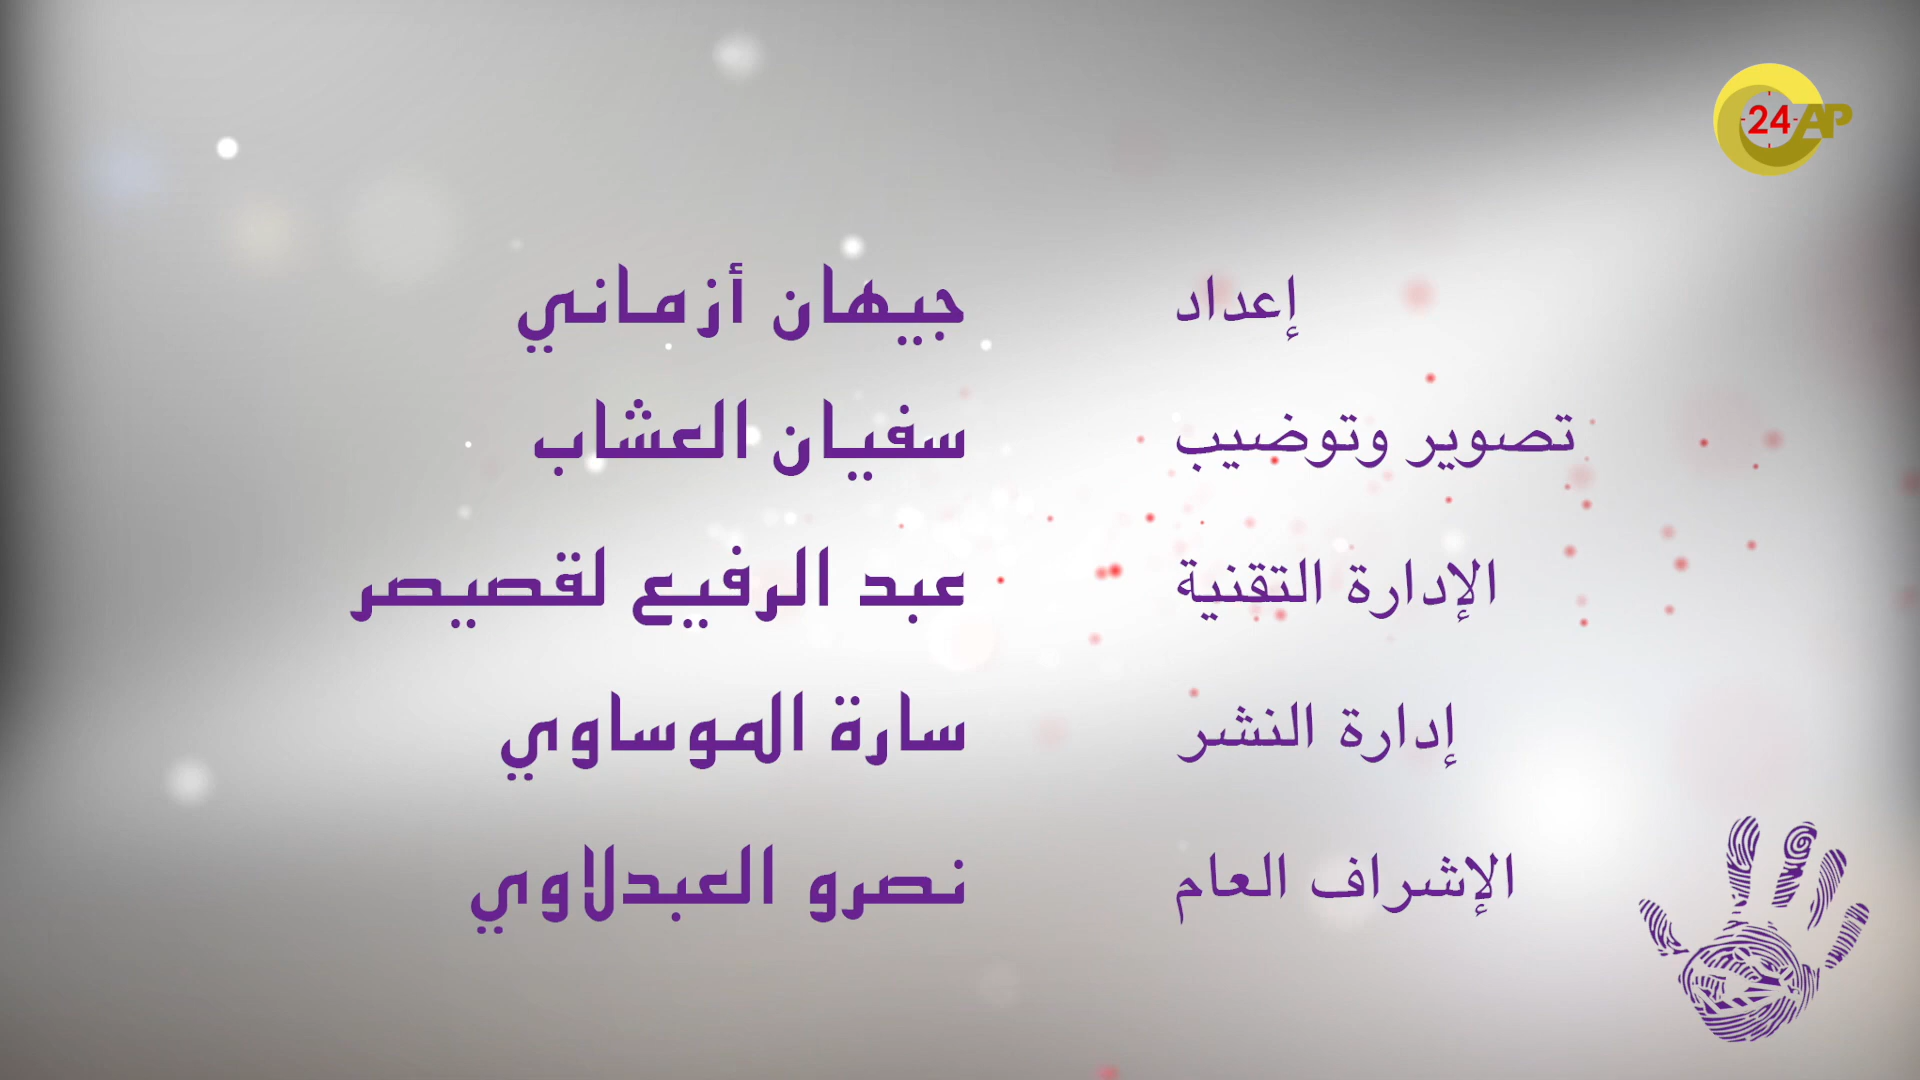 24 AP
إعداد جيهان أزماني
تصوير وتوضيب سفيان العشاب
الإدارة التقنية عبد الرفيع لقصيصر
إدارة النشر سارة الموساوي
الإشراف العام نصرو العبدلاوي